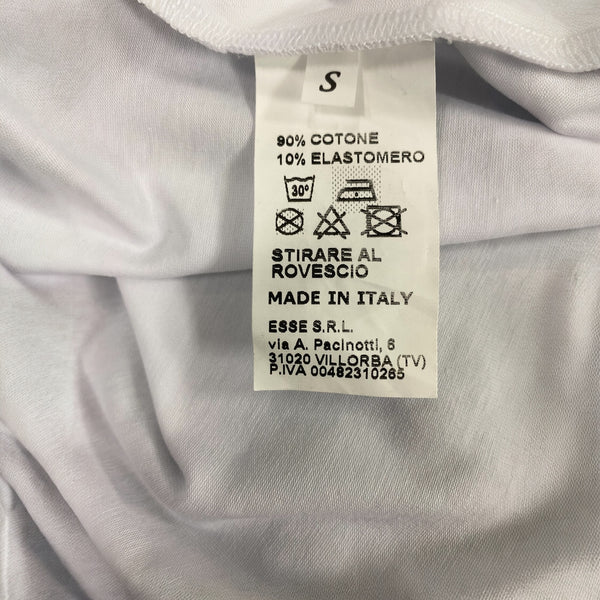 S
90% COTONE
10% ELASTOMERO
30°
STIRARE AL
ROVESCIO
MADE IN ITALY
ESSE S.R.L.
via A. Pacinotti, 6
31020 VILLORBA (TV)
P.IVA 00482310265